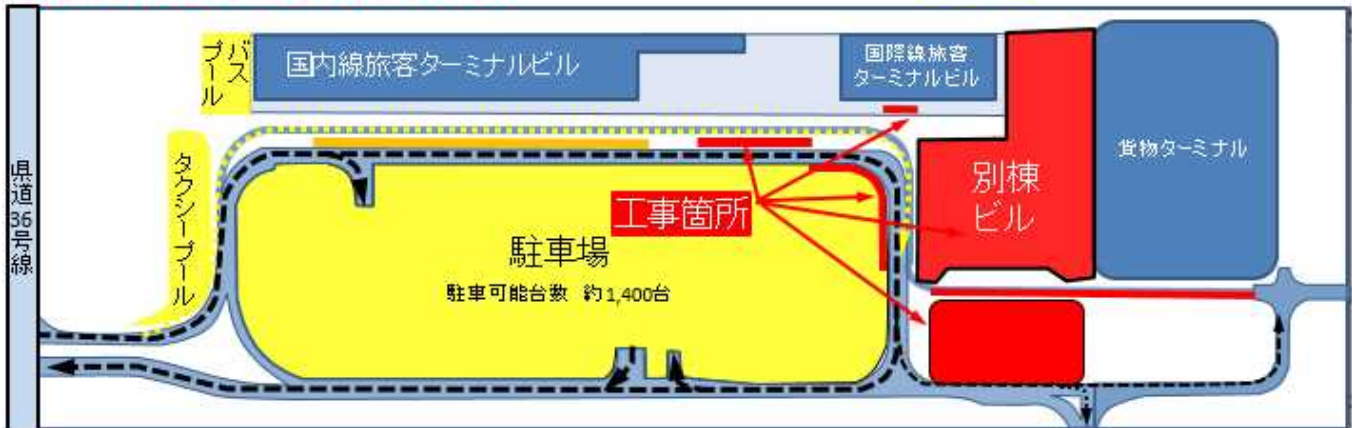 バス
プール
国内線旅客ターミナルビル
国際線旅客
ターミナルビル
貨物ターミナル
別棟
ビル
工事箇所
タクシープール
県道36号線
駐車場
駐車可能台数 約1,400台